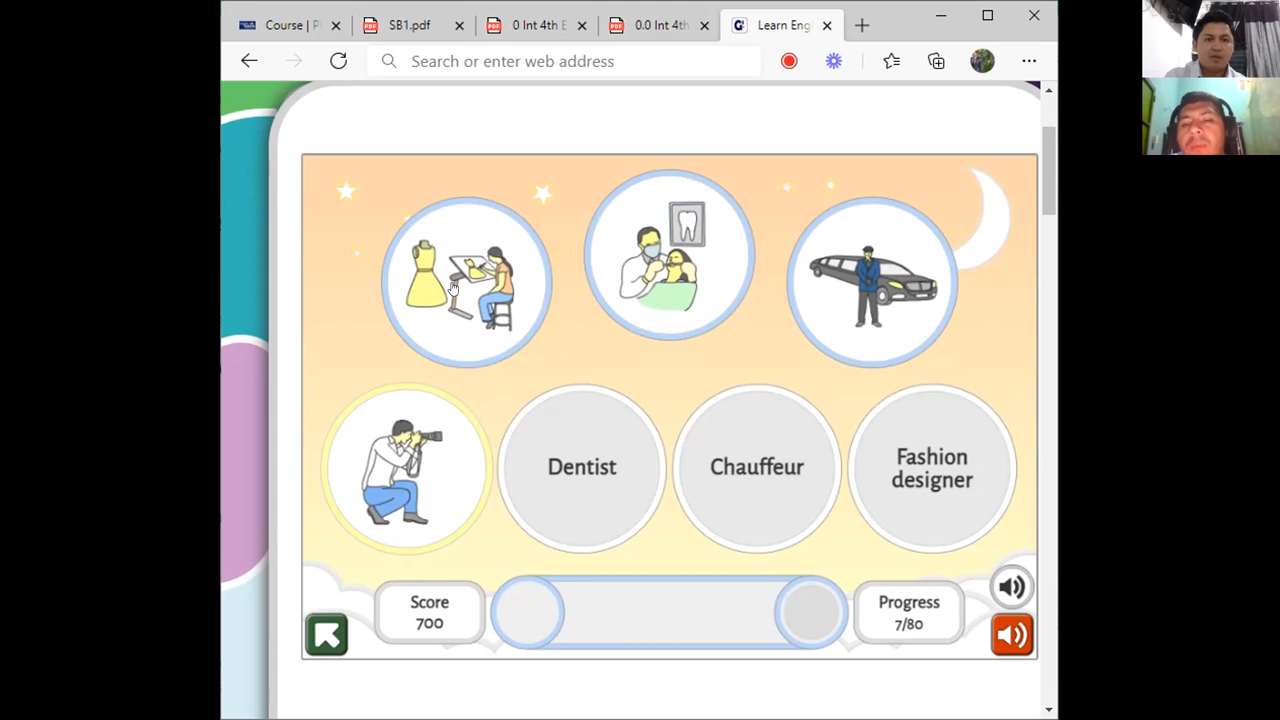 Course | P
SB1.pdf
0 Int 4th E
0.0 Int 4th
Learn Eng
Search or enter web address
Dentist
Chauffeur
Fashion
designer
Score
700
Progress
7/80